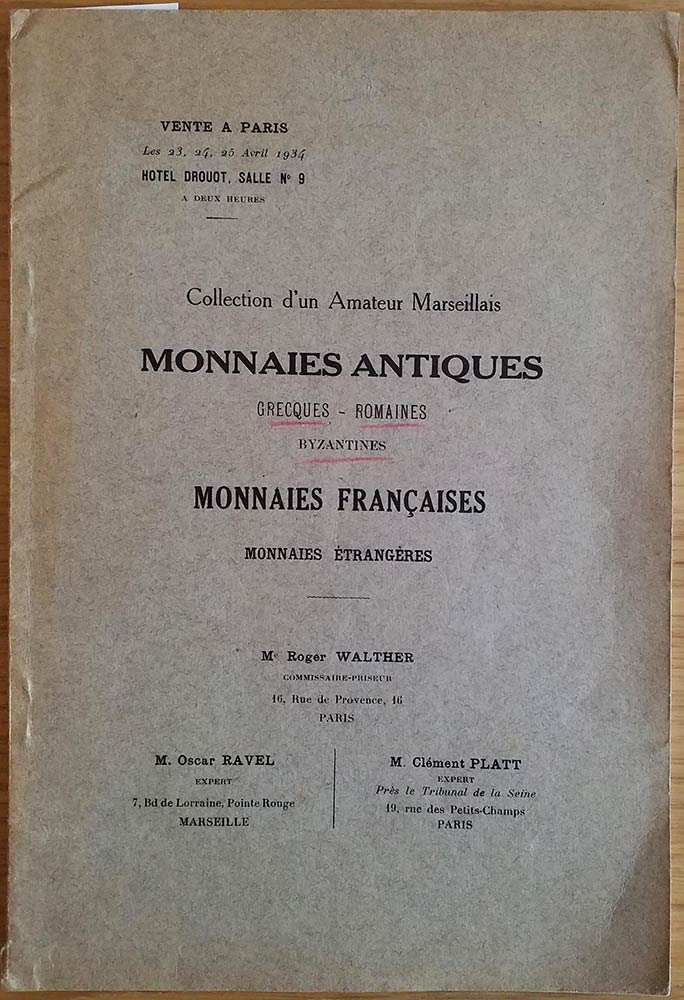 VENTE A PARIS
Les 23, 24, 25 Avril 1934
HOTEL DROUOT, SALLE No 9
A DEUX HEURES
Collection d'un Amateur Marseillais
MONNAIES ANTIQUES
GRECQUES - ROMAINES
BYZANTINES
MONNAIES FRANÇAISES
MONNAIES ÉTRANGÉRES
Me Roger WALTHER
COMMISSAIRE-PRISEUR
16, Rue de Provence, 16
PARIS
M. Oscar RAVEL
EXPERT
7, Bd de Lorraine, Pointe Rouge
MARSEILLE
M. Clément PLATT
EXPERT
Près le Tribunal de la Seine
19, rue des Petits-Champs
PARIS